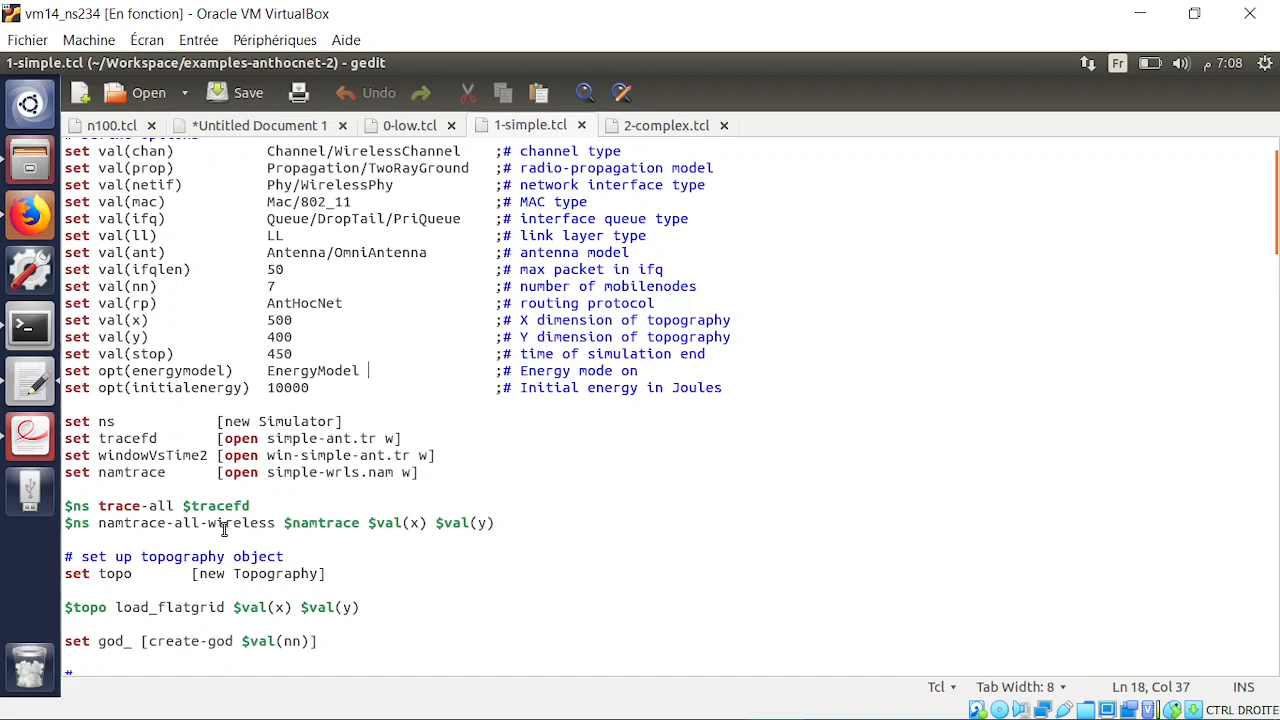 vm14_ns234 [En fonction] - Oracle VM VirtualBox
Fichier Machine Écran Entrée Périphériques Aide
1-simple.tcl (~/Workspace/examples-anthocnet-2) - gedit
Fr م 7:08
Open Save Undo
n100.tcl *Untitled Document 1 0-low.tcl 1-simple.tcl 2-complex.tcl
set val(chan) Channel/WirelessChannel ;# channel type
set val(prop) Propagation/TwoRayGround ;# radio-propagation model
set val(netif) Phy/WirelessPhy ;# network interface type
set val(mac) Mac/802_11 ;# MAC type
set val(ifq) Queue/DropTail/PriQueue ;# interface queue type
set val(ll) LL ;# link layer type
set val(ant) Antenna/OmniAntenna ;# antenna model
set val(ifqlen) 50 ;# max packet in ifq
set val(nn) 7 ;# number of mobilenodes
set val(rp) AntHocNet ;# routing protocol
set val(x) 500 ;# X dimension of topography
set val(y) 400 ;# Y dimension of topography
set val(stop) 450 ;# time of simulation end
set opt(energymodel) EnergyModel ;# Energy mode on
set opt(initialenergy) 10000 ;# Initial energy in Joules
set ns [new Simulator]
set tracefd [open simple-ant.tr w]
set windowVsTime2 [open win-simple-ant.tr w]
set namtrace [open simple-wrls.nam w]
$ns trace-all $tracefd
$ns namtrace-all-wireless $namtrace $val(x) $val(y)
# set up topography object
set topo [new Topography]
$topo load_flatgrid $val(x) $val(y)
set god_ [create-god $val(nn)]
#
Tcl Tab Width: 8 Ln 18, Col 37 INS
CTRL DROITE